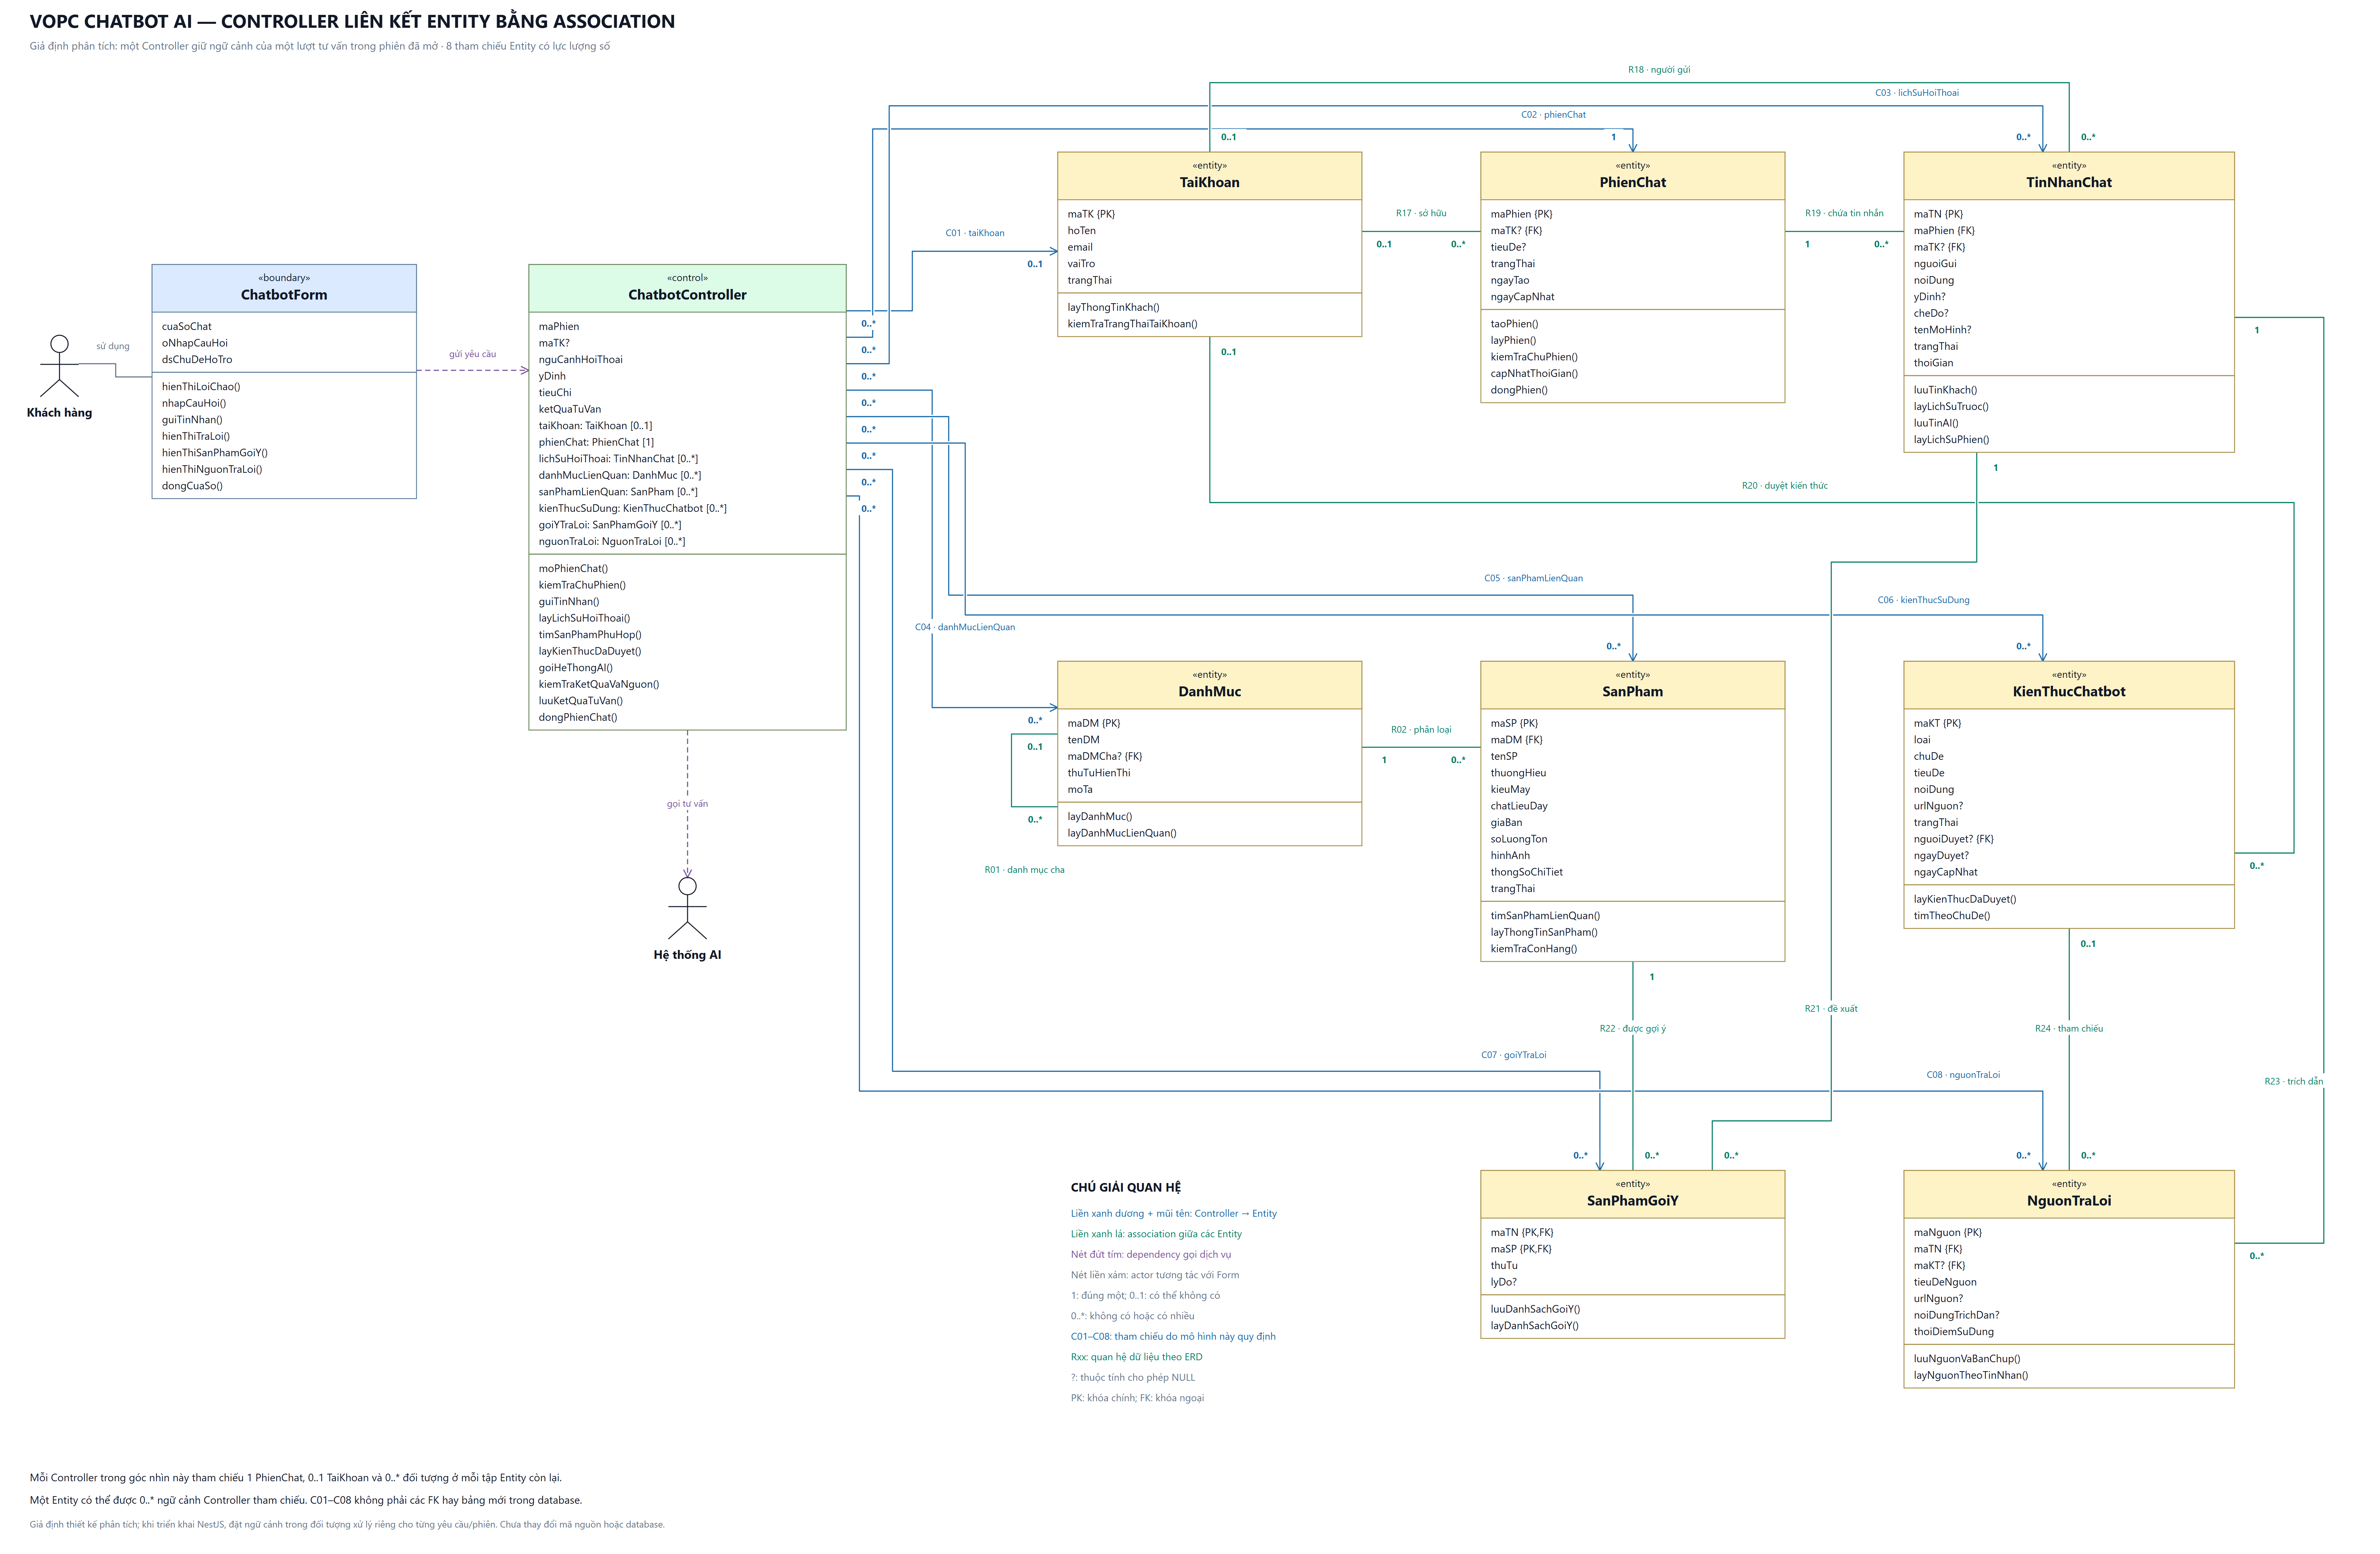 VOPC CHATBOT AI — CONTROLLER LIÊN KẾT ENTITY BẰNG ASSOCIATION
Giả định phân tích: một Controller giữ ngữ cảnh của một lượt tư vấn trong phiên đã mở · 8 tham chiếu Entity có lực lượng số
R18 · người gửi
C03 · lichSuHoiThoai
C02 · phienChat
0..1
1
0..*
0..*
«entity»
TaiKhoan
maTK {PK}
hoTen
email
vaiTro
trangThai
layThongTinKhach()
kiemTraTrangThaiTaiKhoan()
0..1
R17 · sở hữu
0..1
0..*
«entity»
PhienChat
maPhien {PK}
maTK? {FK}
tieuDe?
trangThai
ngayTao
ngayCapNhat
taoPhien()
layPhien()
kiemTraChuPhien()
capNhatThoiGian()
dongPhien()
R19 · chứa tin nhắn
1
0..*
«entity»
TinNhanChat
maTN {PK}
maPhien {FK}
maTK? {FK}
nguoiGui
noiDung
yDinh?
cheDo?
tenMoHinh?
trangThai
thoiGian
luuTinKhach()
layLichSuTruoc()
luuTinAI()
layLichSuPhien()
1
1
C01 · taiKhoan
0..1
Khách hàng
sử dụng
«boundary»
ChatbotForm
cuaSoChat
oNhapCauHoi
dsChuDeHoTro
hienThiLoiChao()
nhapCauHoi()
guiTinNhan()
hienThiTraLoi()
hienThiSanPhamGoiY()
hienThiNguonTraLoi()
dongCuaSo()
gửi yêu cầu
«control»
ChatbotController
maPhien
maTK?
nguCanhHoiThoai
yDinh
tieuChi
ketQuaTuVan
taiKhoan: TaiKhoan [0..1]
phienChat: PhienChat [1]
lichSuHoiThoai: TinNhanChat [0..*]
danhMucLienQuan: DanhMuc [0..*]
sanPhamLienQuan: SanPham [0..*]
kienThucSuDung: KienThucChatbot [0..*]
goiYTraLoi: SanPhamGoiY [0..*]
nguonTraLoi: NguonTraLoi [0..*]
moPhienChat()
kiemTraChuPhien()
guiTinNhan()
layLichSuHoiThoai()
timSanPhamPhuHop()
layKienThucDaDuyet()
goiHeThongAI()
kiemTraKetQuaVaNguon()
luuKetQuaTuVan()
dongPhienChat()
0..*
0..*
0..*
0..*
0..*
0..*
0..*
0..*
gọi tư vấn
Hệ thống AI
R20 · duyệt kiến thức
C05 · sanPhamLienQuan
C06 · kienThucSuDung
C04 · danhMucLienQuan
0..*
0..*
«entity»
DanhMuc
maDM {PK}
tenDM
maDMCha? {FK}
thuTuHienThi
moTa
layDanhMuc()
layDanhMucLienQuan()
0..*
0..1
0..*
R01 · danh mục cha
R02 · phân loại
1
0..*
«entity»
SanPham
maSP {PK}
maDM {FK}
tenSP
thuongHieu
kieuMay
chatLieuDay
giaBan
soLuongTon
hinhAnh
thongSoChiTiet
trangThai
timSanPhamLienQuan()
layThongTinSanPham()
kiemTraConHang()
1
«entity»
KienThucChatbot
maKT {PK}
loai
chuDe
tieuDe
noiDung
urlNguon?
trangThai
nguoiDuyet? {FK}
ngayDuyet?
ngayCapNhat
layKienThucDaDuyet()
timTheoChuDe()
0..*
0..1
R21 · đề xuất
R22 · được gợi ý
R24 · tham chiếu
C07 · goiYTraLoi
C08 · nguonTraLoi
R23 · trích dẫn
0..*
0..*
0..*
0..*
0..*
«entity»
SanPhamGoiY
maTN {PK,FK}
maSP {PK,FK}
thuTu
lyDo?
luuDanhSachGoiY()
layDanhSachGoiY()
«entity»
NguonTraLoi
maNguon {PK}
maTN {FK}
maKT? {FK}
tieuDeNguon
urlNguon?
noiDungTrichDan?
thoiDiemSuDung
luuNguonVaBanChup()
layNguonTheoTinNhan()
0..*
CHÚ GIẢI QUAN HỆ
Liền xanh dương + mũi tên: Controller → Entity
Liền xanh lá: association giữa các Entity
Nét đứt tím: dependency gọi dịch vụ
Nét liền xám: actor tương tác với Form
1: đúng một; 0..1: có thể không có
0..*: không có hoặc có nhiều
C01–C08: tham chiếu do mô hình này quy định
Rxx: quan hệ dữ liệu theo ERD
?: thuộc tính cho phép NULL
PK: khóa chính; FK: khóa ngoại
Mỗi Controller trong góc nhìn này tham chiếu 1 PhienChat, 0..1 TaiKhoan và 0..* đối tượng ở mỗi tập Entity còn lại.
Một Entity có thể được 0..* ngữ cảnh Controller tham chiếu. C01–C08 không phải các FK hay bảng mới trong database.
Giả định thiết kế phân tích; khi triển khai NestJS, đặt ngữ cảnh trong đối tượng xử lý riêng cho từng yêu cầu/phiên. Chưa thay đổi mã nguồn hoặc database.